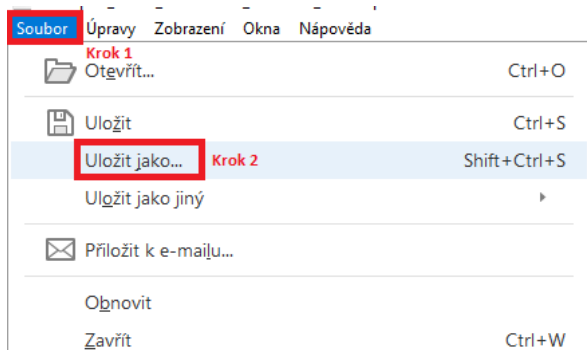 Soubor Úpravy Zobrazení Okna Nápověda
Krok 1
Otevřít... Ctrl+O
Uložit Ctrl+S
Uložit jako... Krok 2 Shift+Ctrl+S
Uložit jako jiný
Přiložit k e-mailu...
Obnovit
Zavřít Ctrl+W